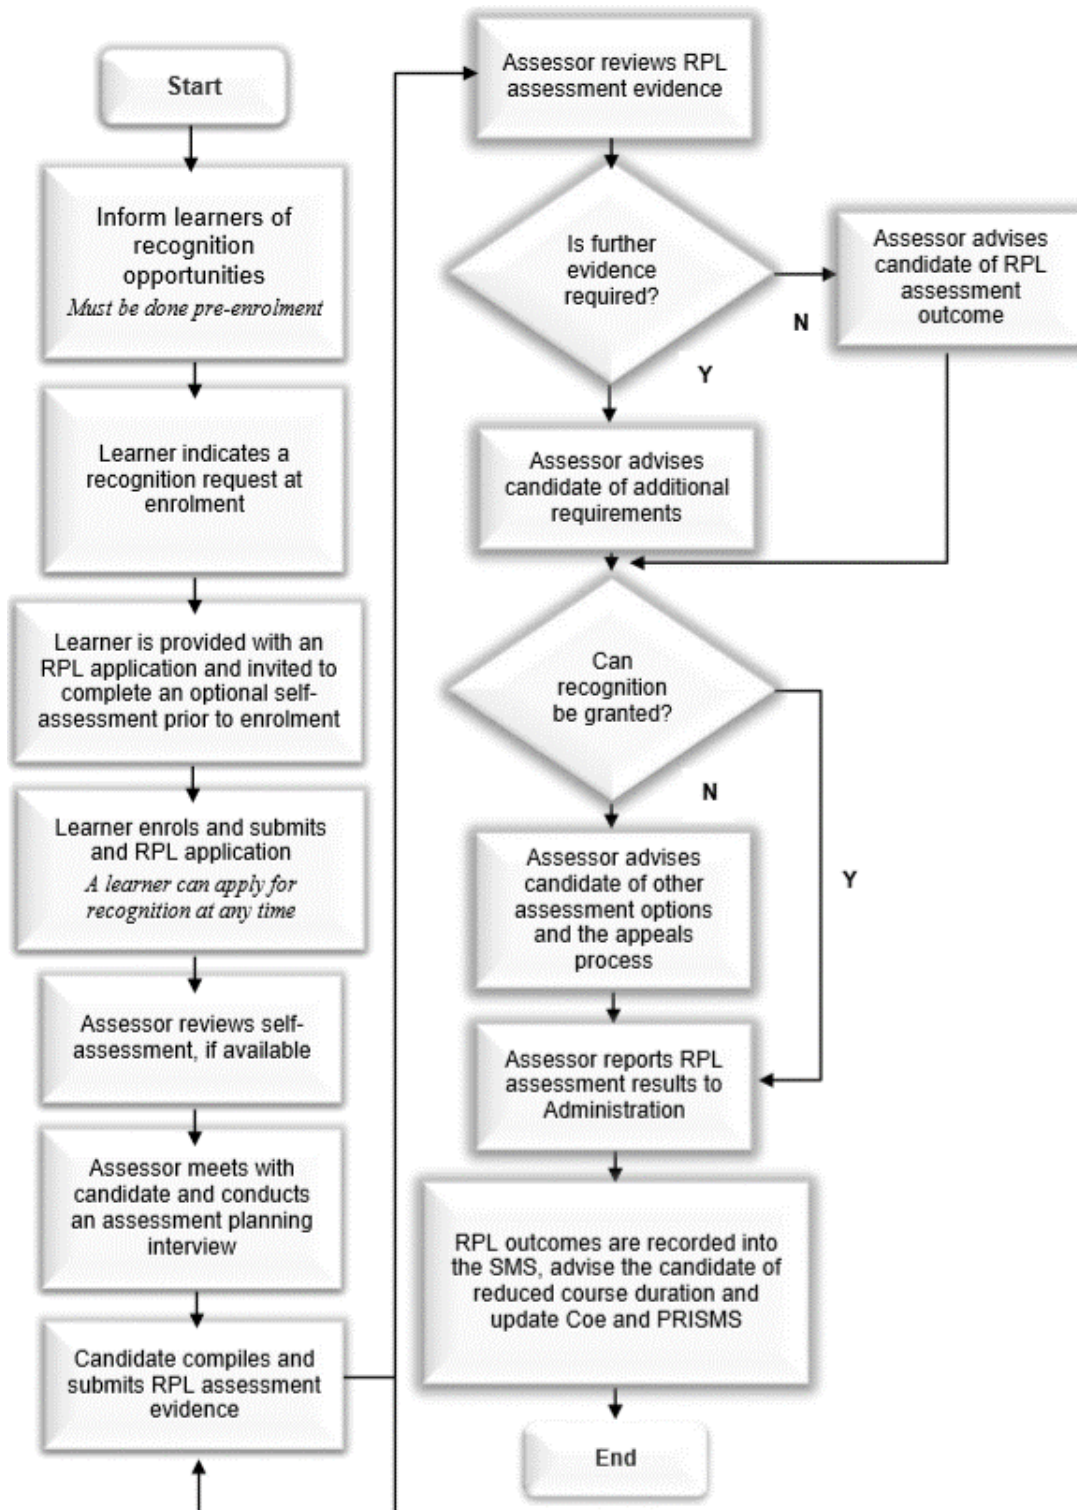 Start
Inform learners of
recognition
opportunities
Must be done pre-enrolment
Learner indicates a
recognition request at
enrolment
Learner is provided with an
RPL application and invited to
complete an optional self-
assessment prior to enrolment
Learner enrols and submits
and RPL application
A learner can apply for
recognition at any time
Assessor reviews self-
assessment, if available
Assessor meets with
candidate and conducts
an assessment planning
interview
Candidate compiles and
submits RPL assessment
evidence
Assessor reviews RPL
assessment evidence
Is further
evidence
required?
N
Assessor advises
candidate of RPL
assessment
outcome
Y
Assessor advises
candidate of additional
requirements
Can
recognition
be granted?
N
Y
Assessor advises
candidate of other
assessment options
and the appeals
process
Assessor reports RPL
assessment results to
Administration
RPL outcomes are recorded into
the SMS, advise the candidate of
reduced course duration and
update Coe and PRISMS
End